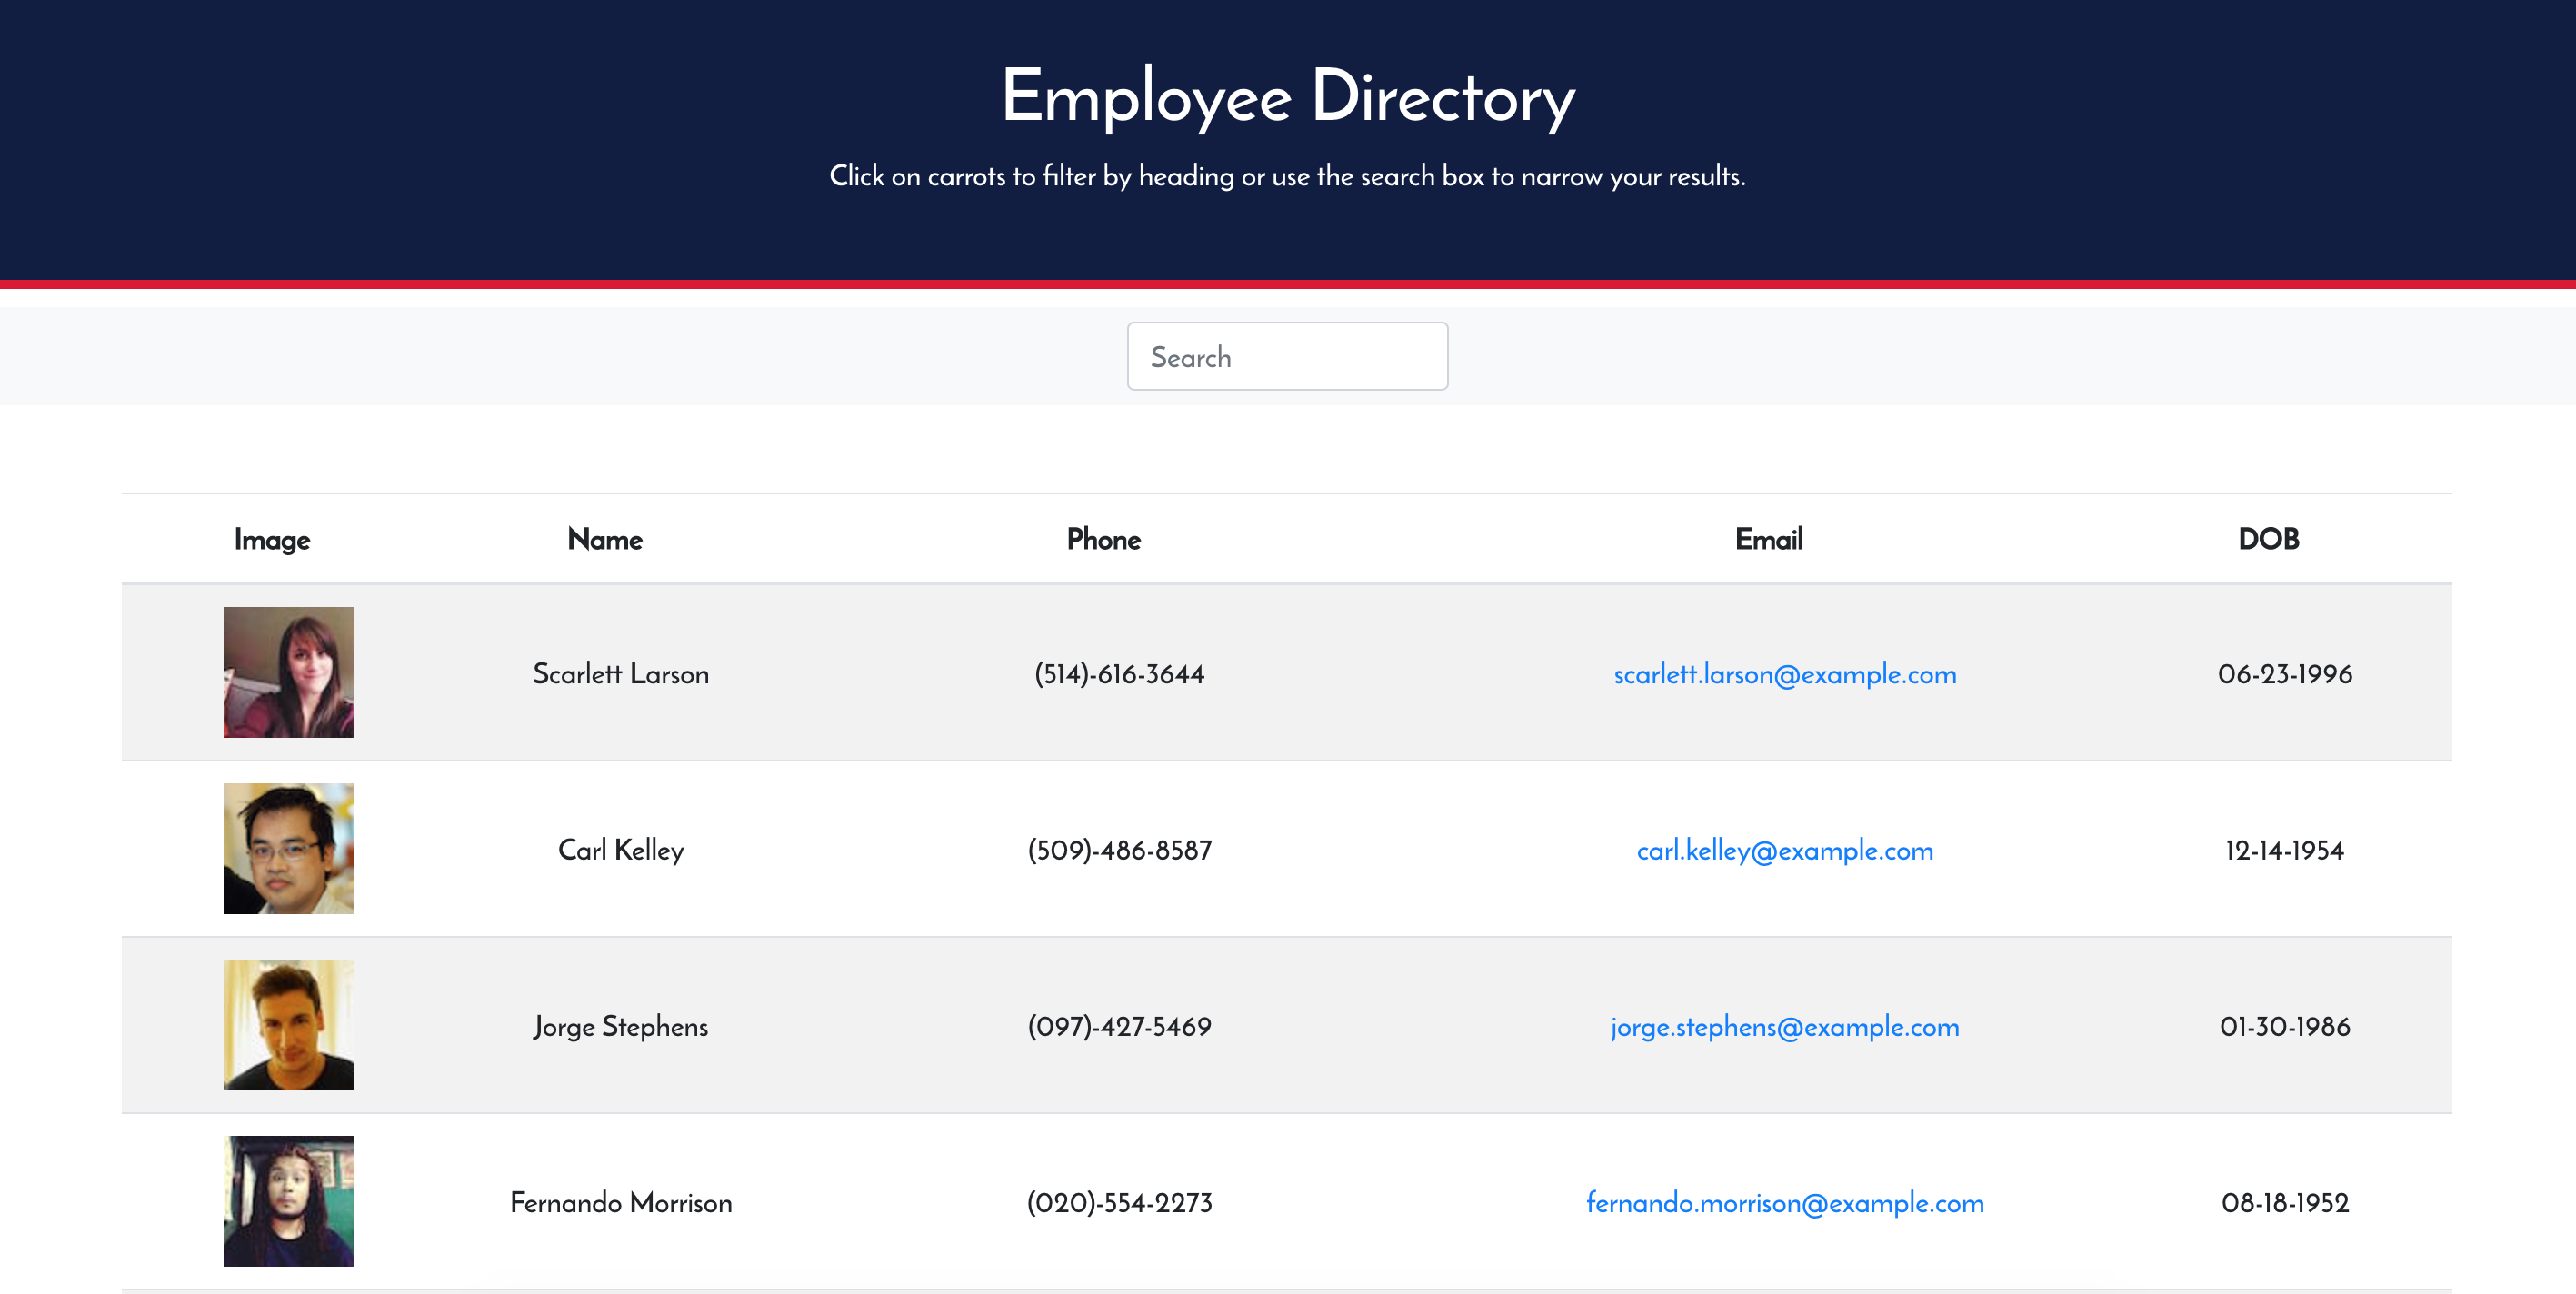 Employee Directory
Click on carrots to filter by heading or use the search box to narrow your results.
Search
Image Name Phone Email DOB
Scarlett Larson (514)-616-3644 scarlett.larson@example.com 06-23-1996
Carl Kelley (509)-486-8587 carl.kelley@example.com 12-14-1954
Jorge Stephens (097)-427-5469 jorge.stephens@example.com 01-30-1986
Fernando Morrison (020)-554-2273 fernando.morrison@example.com 08-18-1952